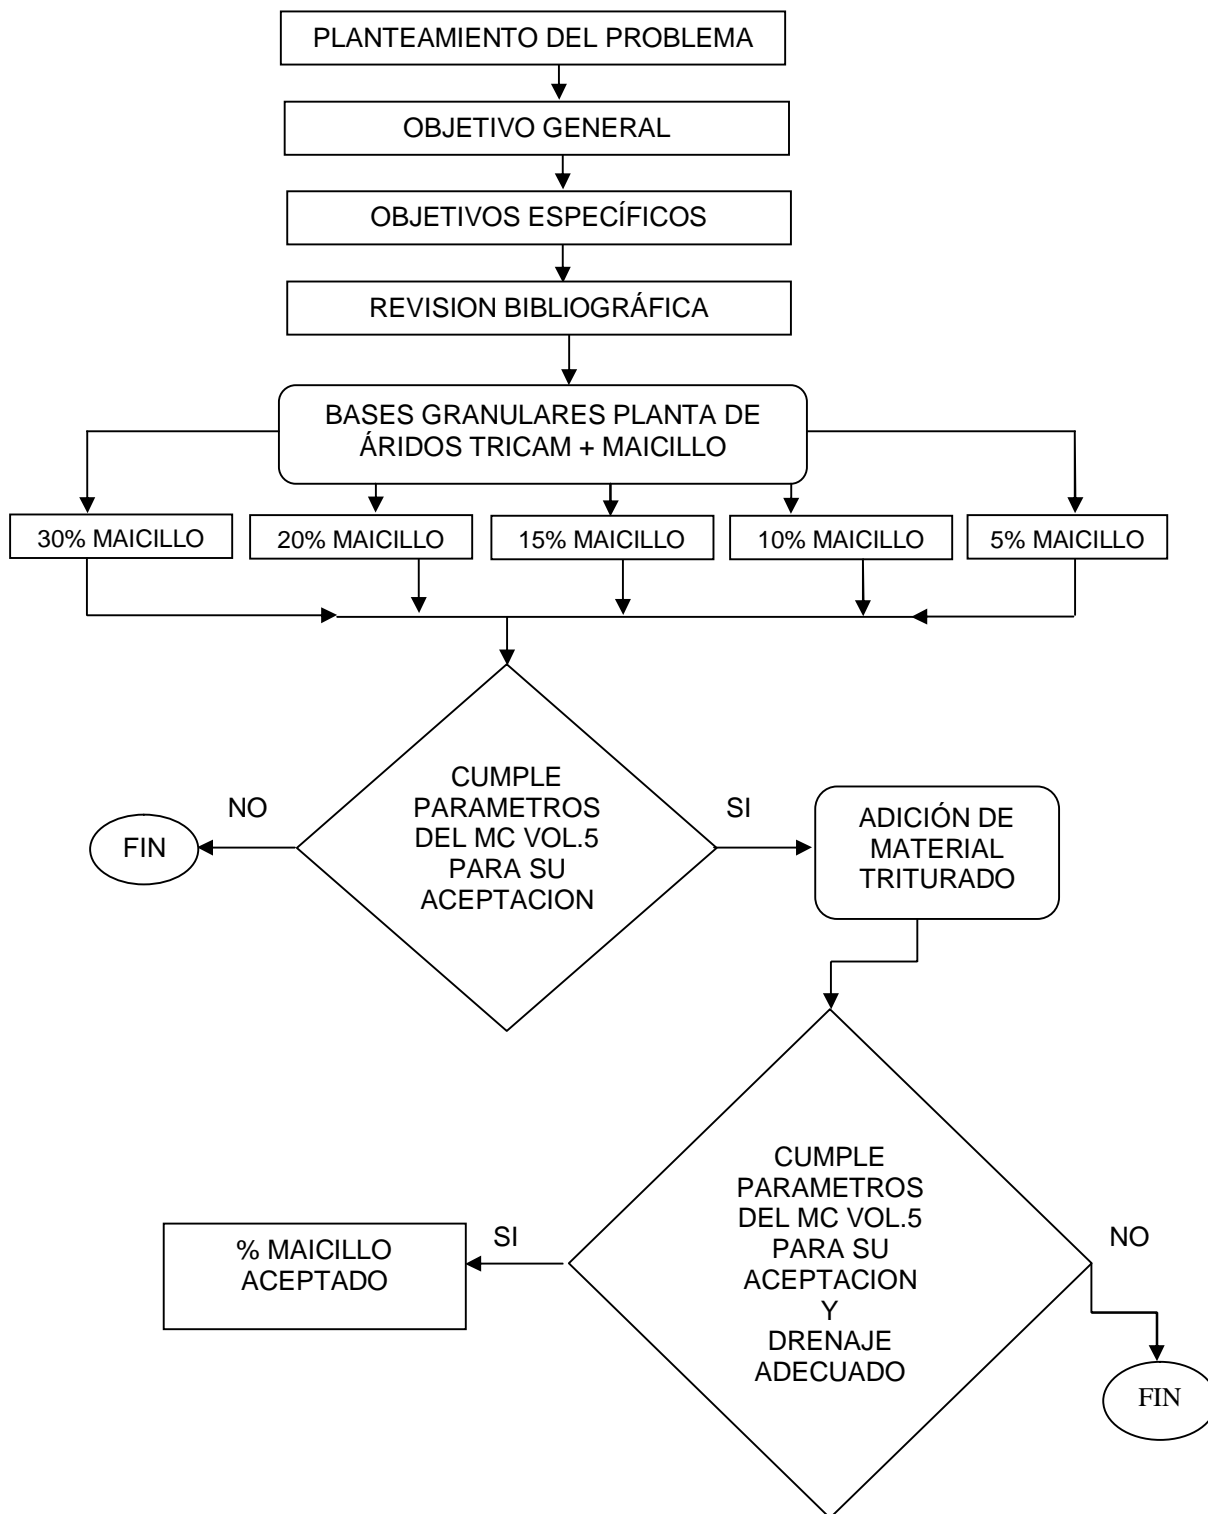 PLANTEAMIENTO DEL PROBLEMA
OBJETIVO GENERAL
OBJETIVOS ESPECÍFICOS
REVISION BIBLIOGRÁFICA
BASES GRANULARES PLANTA DE
ÁRIDOS TRICAM + MAICILLO
30% MAICILLO
20% MAICILLO
15% MAICILLO
10% MAICILLO
5% MAICILLO
CUMPLE
PARAMETROS
DEL MC VOL.5
PARA SU
ACEPTACION
NO
FIN
SI
ADICIÓN DE
MATERIAL
TRITURADO
CUMPLE
PARAMETROS
DEL MC VOL.5
PARA SU
ACEPTACION
Y
DRENAJE
ADECUADO
SI
% MAICILLO
ACEPTADO
NO
FIN